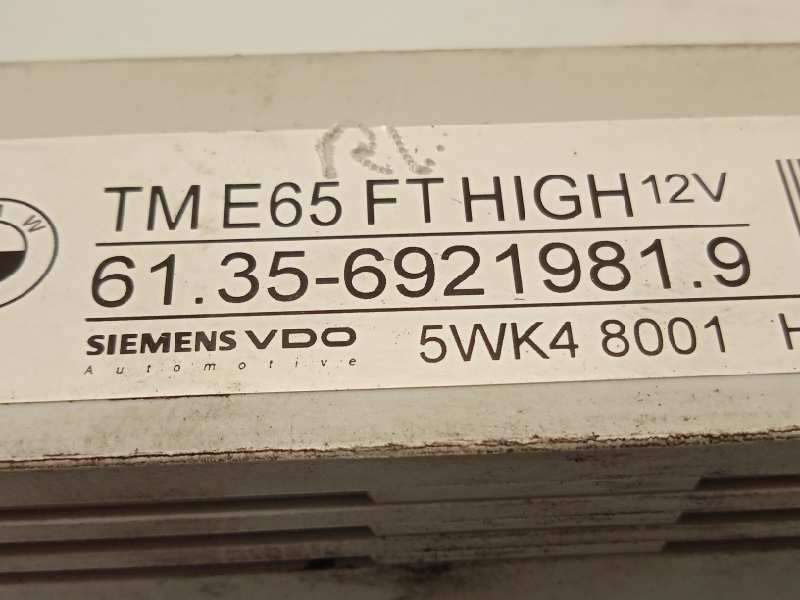 TM E65 FT HIGH 12V
61.35-6921981.9
SIEMENS VDO 5WK4 8001 H
Automotive